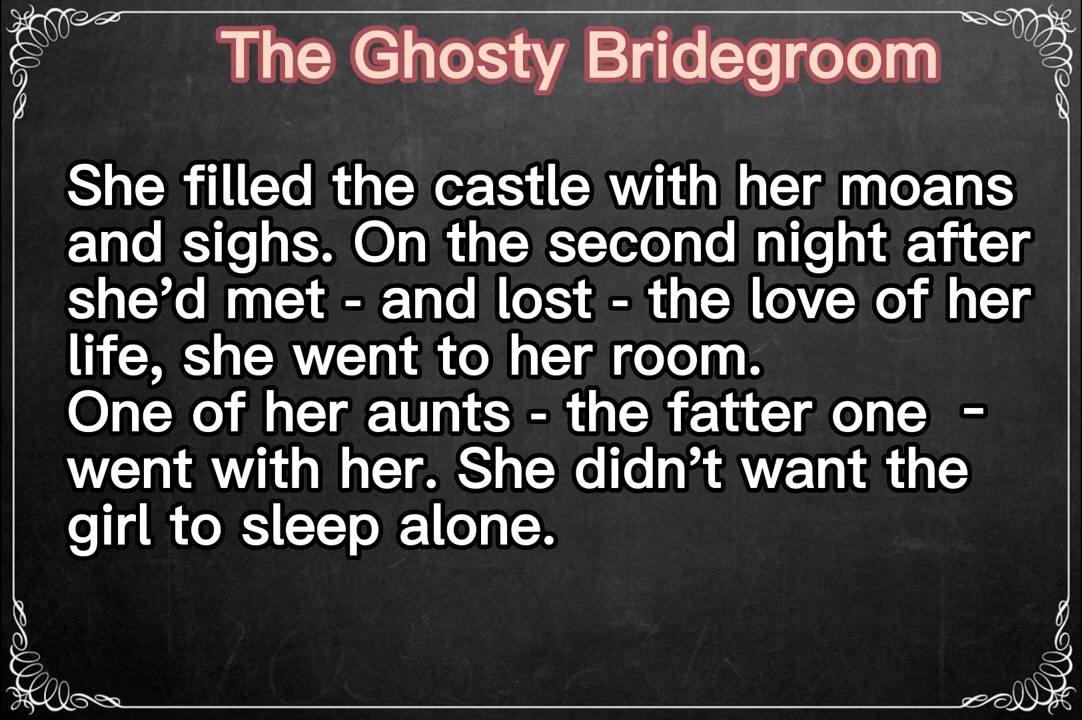 The Ghosty Bridegroom
She filled the castle with her moans
and sighs. On the second night after
she’d met - and lost - the love of her
life, she went to her room.
One of her aunts - the fatter one -
went with her. She didn’t want the
girl to sleep alone.